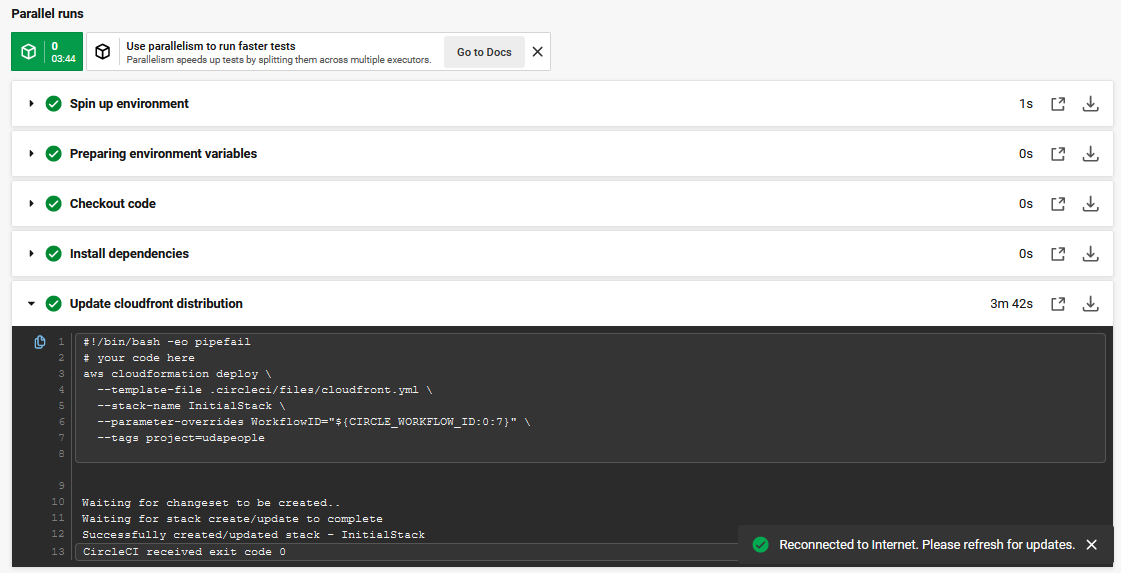 Parallel runs
0
03:44
Use parallelism to run faster tests
Parallelism speeds up tests by splitting them across multiple executors.
Go to Docs
Spin up environment 1s
Preparing environment variables 0s
Checkout code 0s
Install dependencies 0s
Update cloudfront distribution 3m 42s
1 #!/bin/bash -eo pipefail
2 # your code here
3 aws cloudformation deploy \
4 --template-file .circleci/files/cloudfront.yml \
5 --stack-name InitialStack \
6 --parameter-overrides WorkflowID="${CIRCLE_WORKFLOW_ID:0:7}" \
7 --tags project=udapeople
8
9
10 Waiting for changeset to be created..
11 Waiting for stack create/update to complete
12 Successfully created/updated stack - InitialStack
13 CircleCI received exit code 0
Reconnected to Internet. Please refresh for updates.